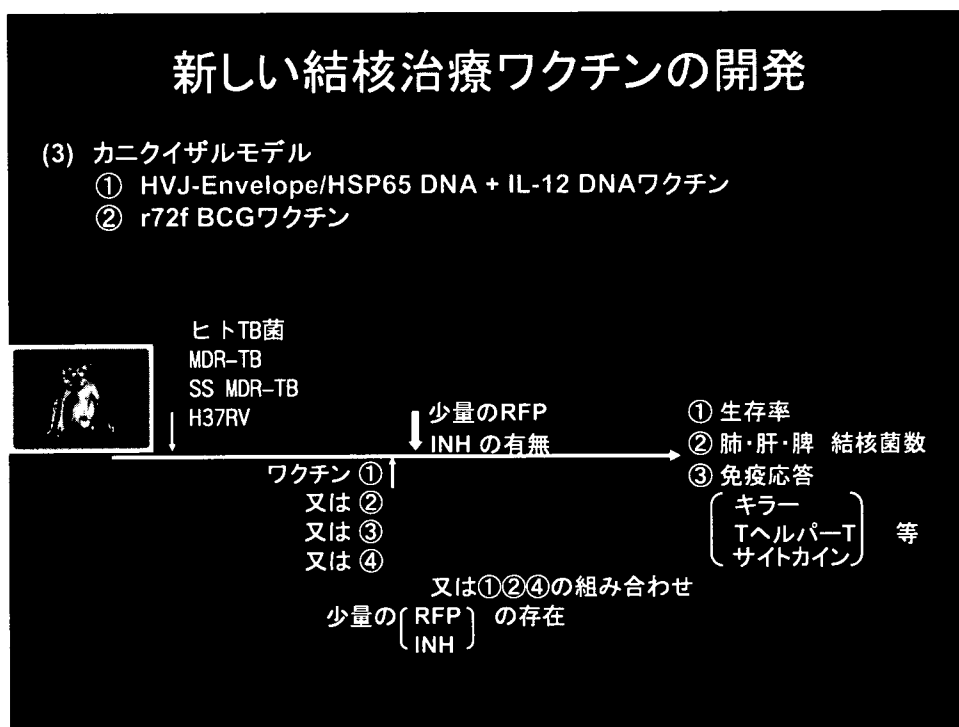 新しい結核治療ワクチンの開発
(3) カニクイザルモデル
① HVJ-Envelope/HSP65 DNA + IL-12 DNAワクチン
② r72f BCGワクチン
ヒトTB菌
MDR-TB
SS MDR-TB
H37RV
少量のRFP
INH の有無
ワクチン ①
又は ②
又は ③
又は ④
又は①②④の組み合わせ
少量の RFP の存在
INH
① 生存率
② 肺・肝・脾 結核菌数
③ 免疫応答
キラー
TヘルパーT 等
サイトカイン